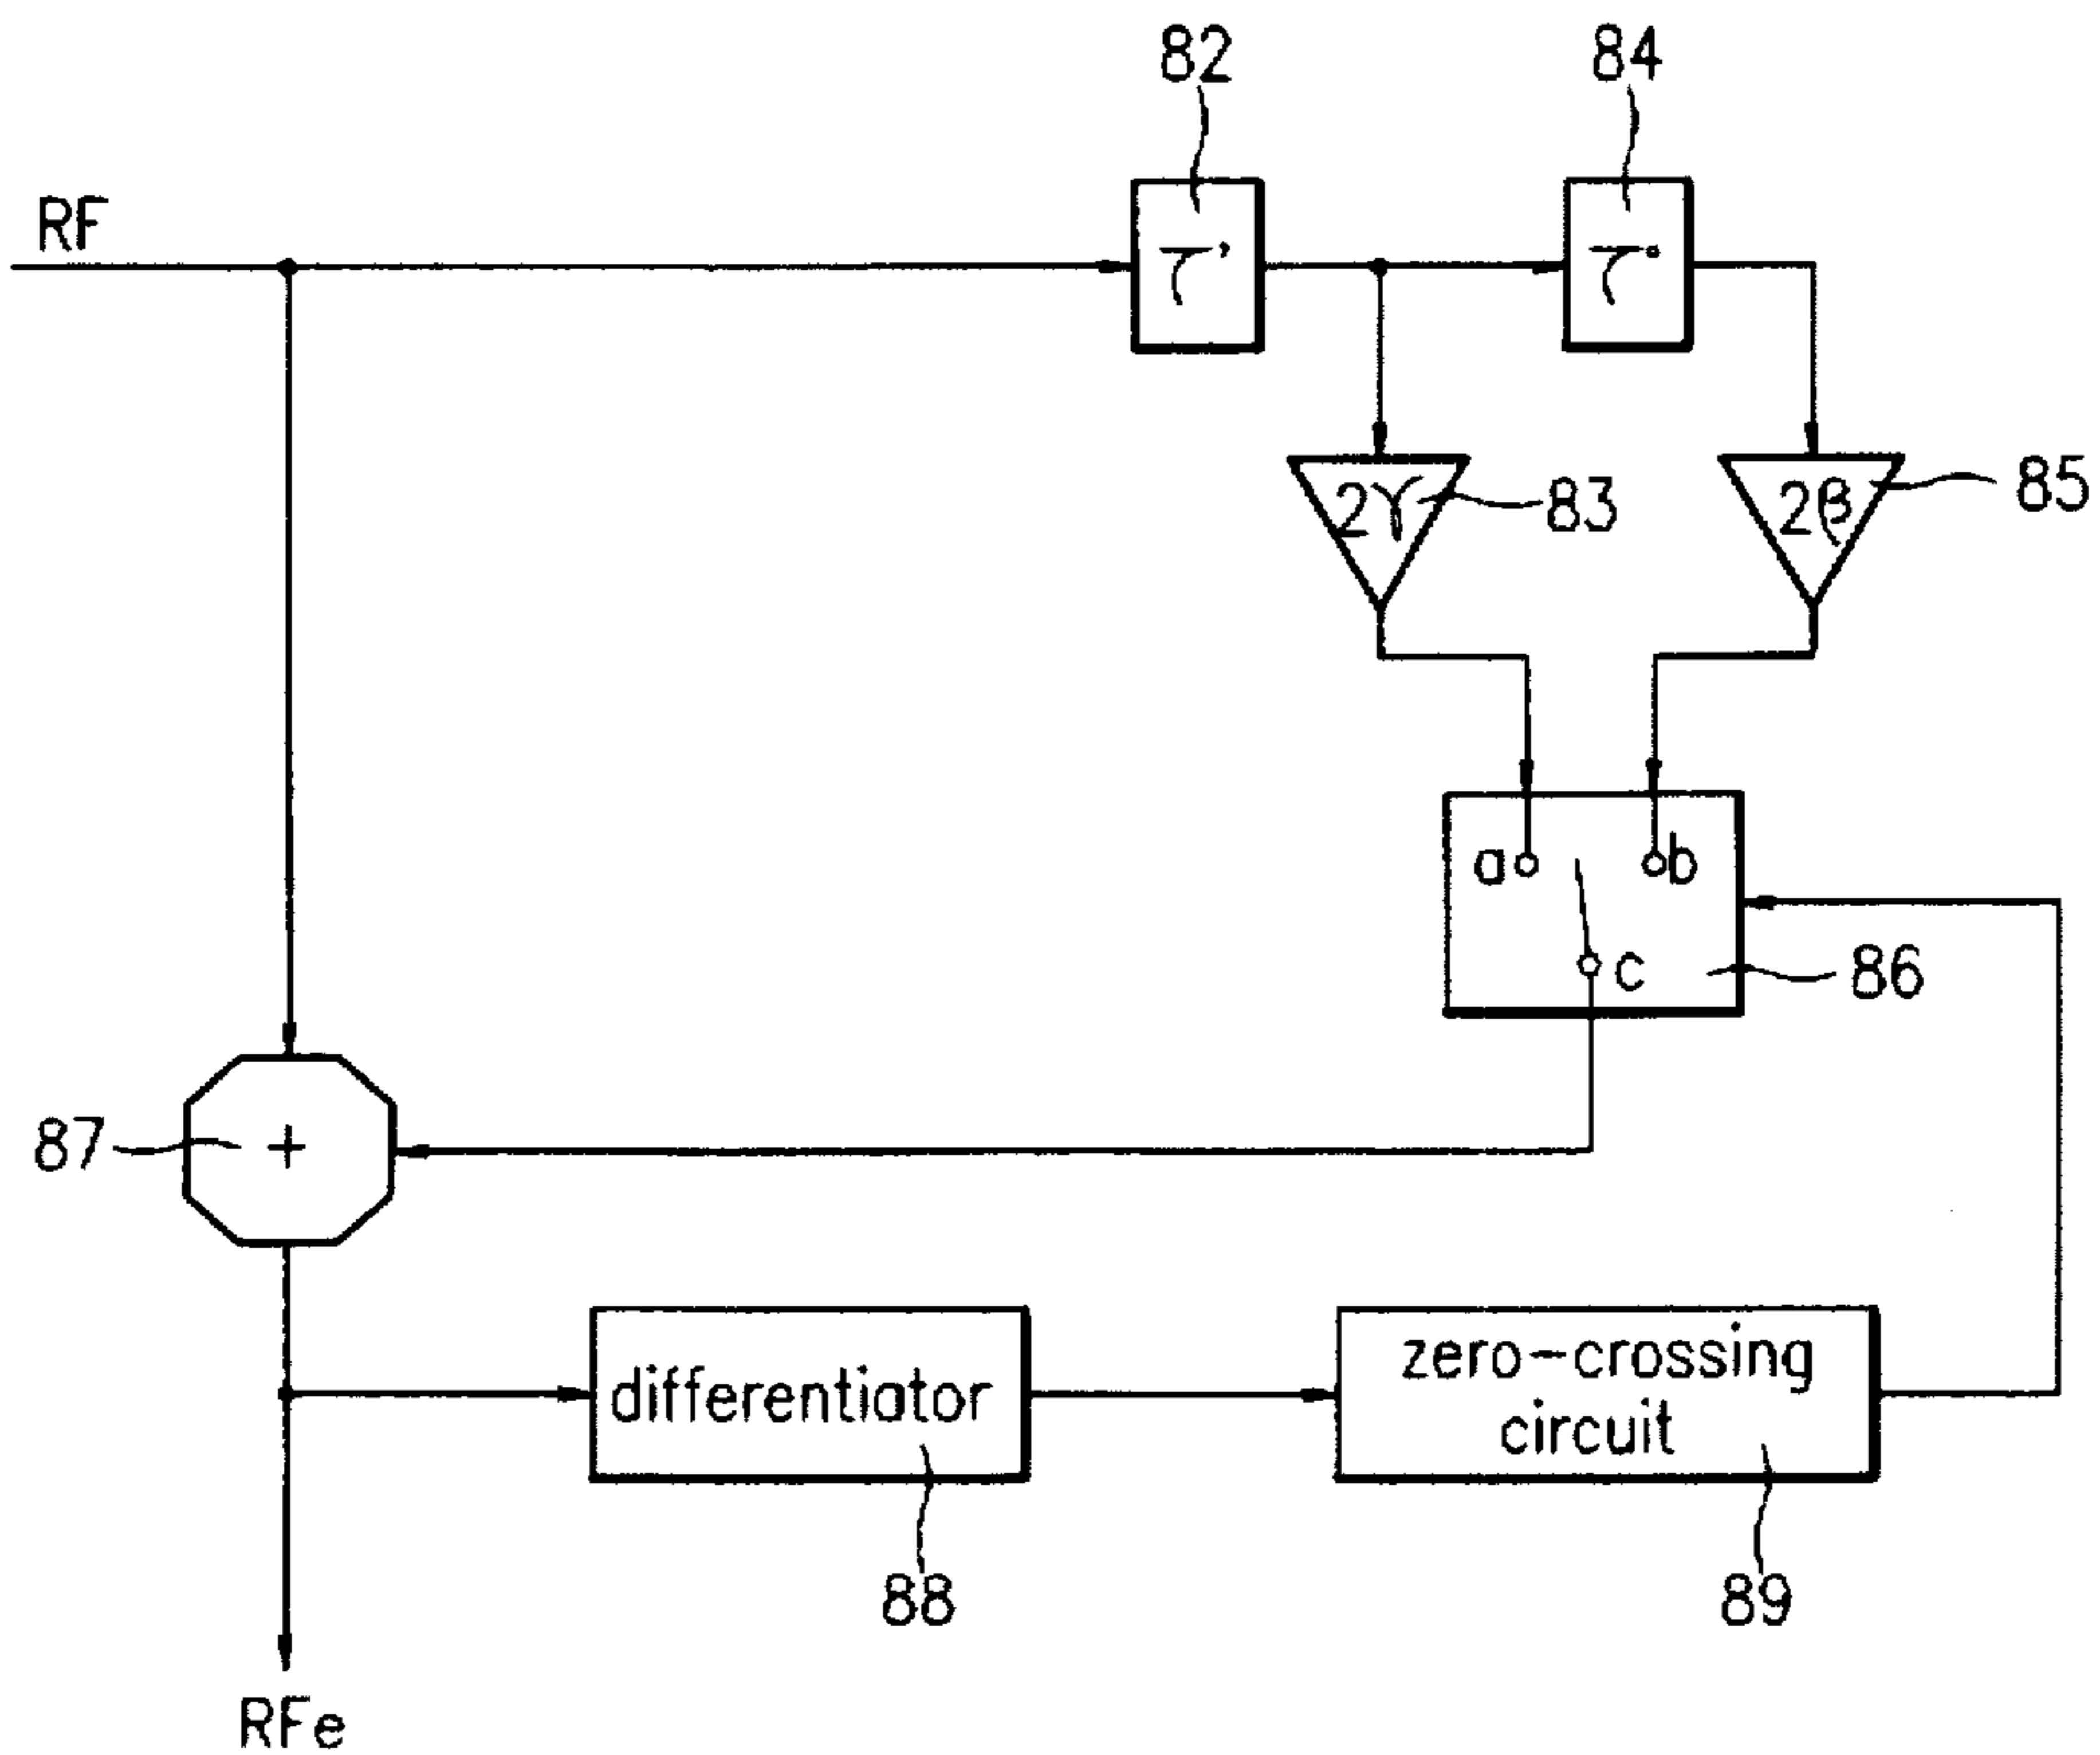 82
84
RF
τ'
τ°
2γ
83
2β
85
a
b
c
86
87
+
differentiator
zero-crossing
circuit
88
89
RFe